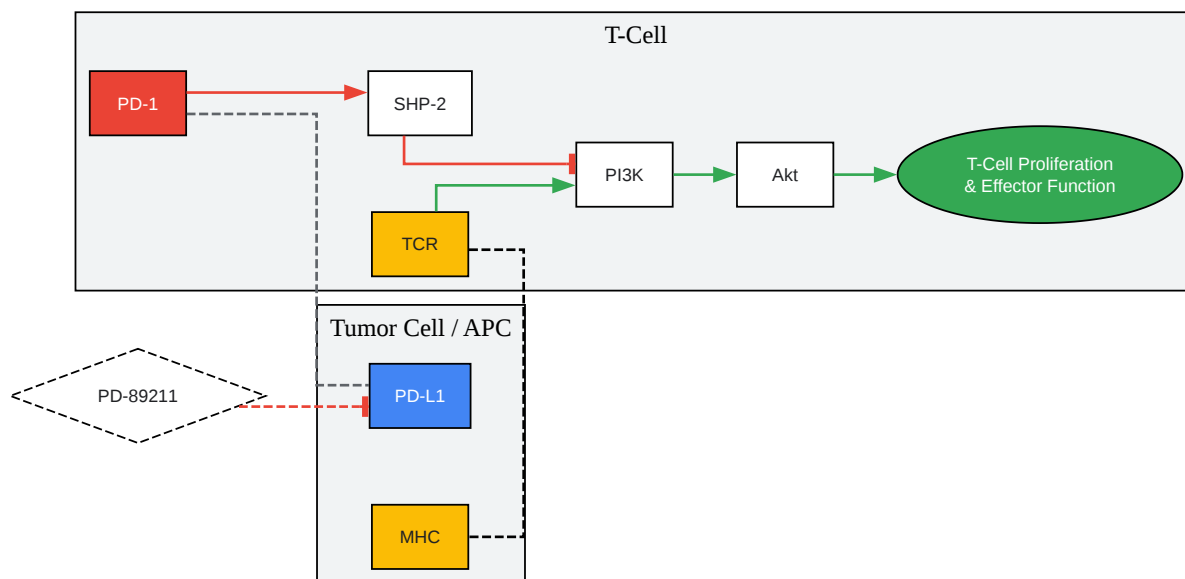 T-Cell
PD-1
SHP-2
PI3K
Akt
T-Cell Proliferation
& Effector Function
TCR
Tumor Cell / APC
PD-L1
PD-89211
MHC